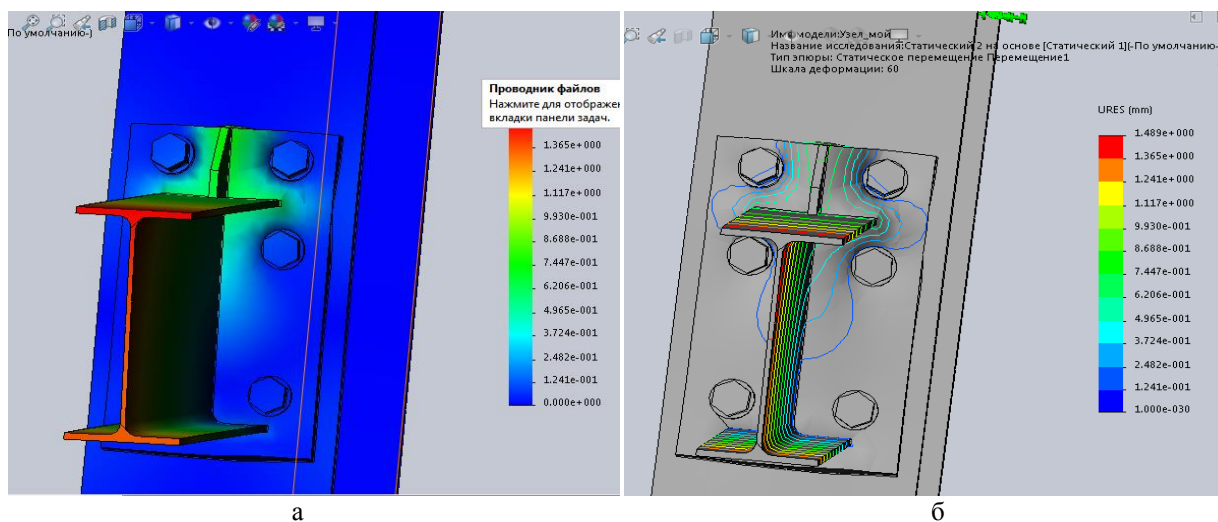 По умолчанию-)
Проводник файлов
Нажмите для отображен
вкладки панели задач.
1.365e+000
1.241e+000
1.117e+000
9.930e-001
8.688e-001
7.447e-001
6.206e-001
4.965e-001
3.724e-001
2.482e-001
1.241e-001
0.000e+000
а
Имя модели:Узел_мой
Название исследования:Статический 2 на основе [Статический 1](-По умолчанию-
Тип эпюры: Статическое перемещение Перемещение1
Шкала деформации: 60
URES (mm)
1.489e+000
1.365e+000
1.241e+000
1.117e+000
9.930e-001
8.688e-001
7.447e-001
6.206e-001
4.965e-001
3.724e-001
2.482e-001
1.241e-001
1.000e-030
б